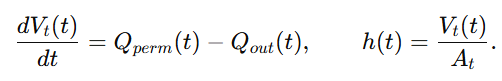 dV_t(t)/dt = Q_perm(t) − Q_out(t), h(t) = V_t(t)/A_t.